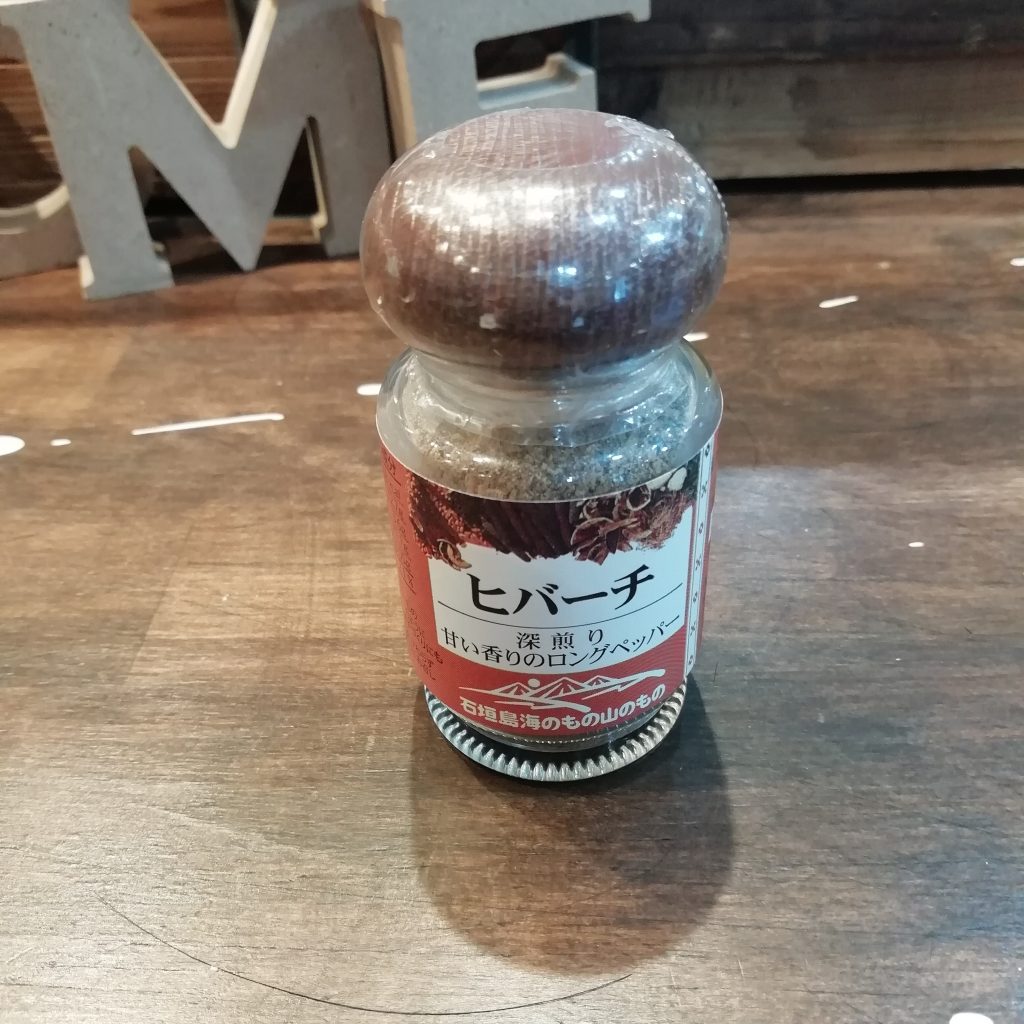 ME
ヒバーチ
深煎り
甘い香りのロングペッパー
石垣島海のもの山のもの